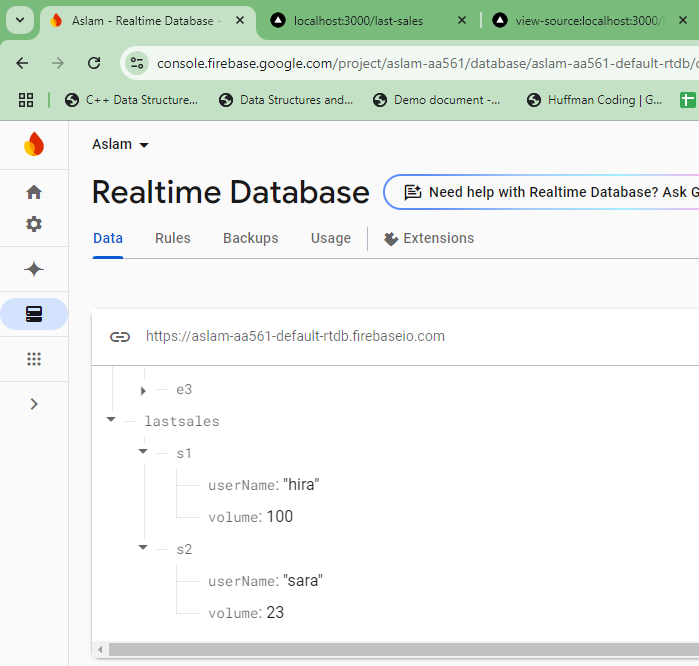 Aslam - Realtime Database -
localhost:3000/last-sales
view-source:localhost:3000/
console.firebase.google.com/project/aslam-aa561/database/aslam-aa561-default-rtdb/
C++ Data Structure...
Data Structures and...
Demo document -...
Huffman Coding | G...
Aslam
Realtime Database
Need help with Realtime Database? Ask G
Data
Rules
Backups
Usage
Extensions
https://aslam-aa561-default-rtdb.firebaseio.com
e3
lastsales
s1
userName: "hira"
volume: 100
s2
userName: "sara"
volume: 23